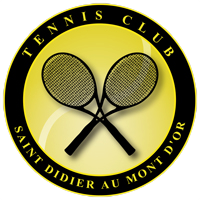 TENNIS CLUB
SAINT DIDIER AU MONT D'OR